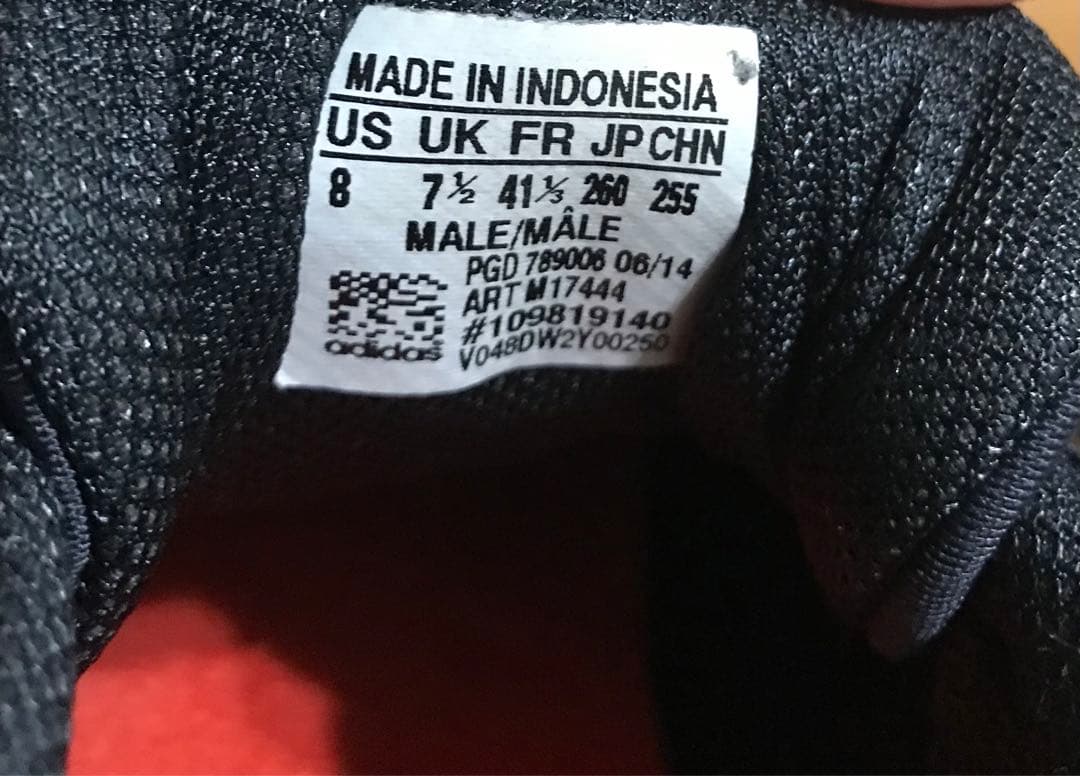 MADE IN INDONESIA
US UK FR JP CHN
8 7½ 41⅓ 260 255
MALE/MÂLE
PGD 789006 06/14
ART M17444
#109819140
V048DW2Y00250
adidas